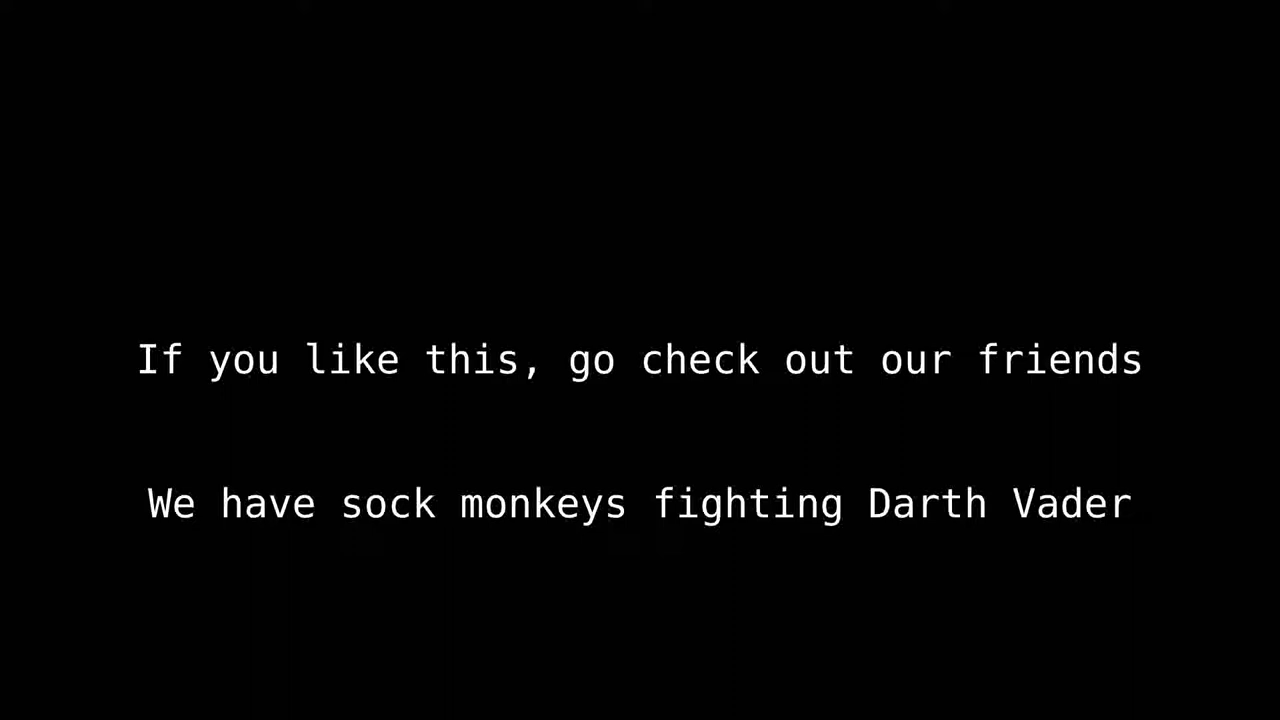 If you like this, go check out our friends
We have sock monkeys fighting Darth Vader